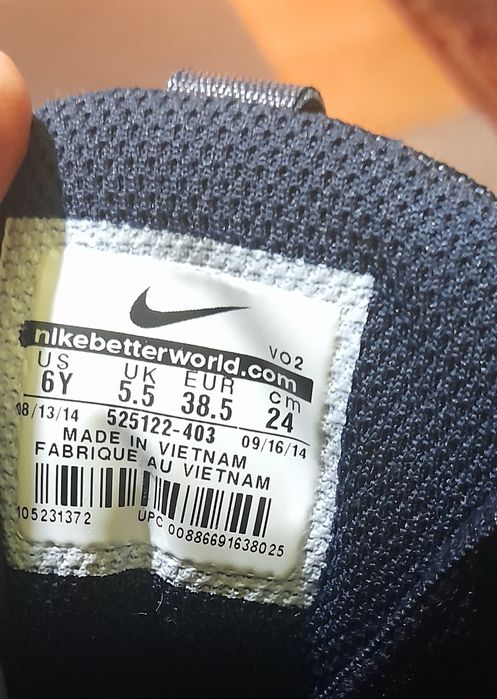 nikebetterworld.com VO2
US UK EUR cm
6Y 5.5 38.5 24
08/13/14 525122-403 09/16/14
MADE IN VIETNAM
FABRIQUE AU VIETNAM
105231372 UPC 00886691638025